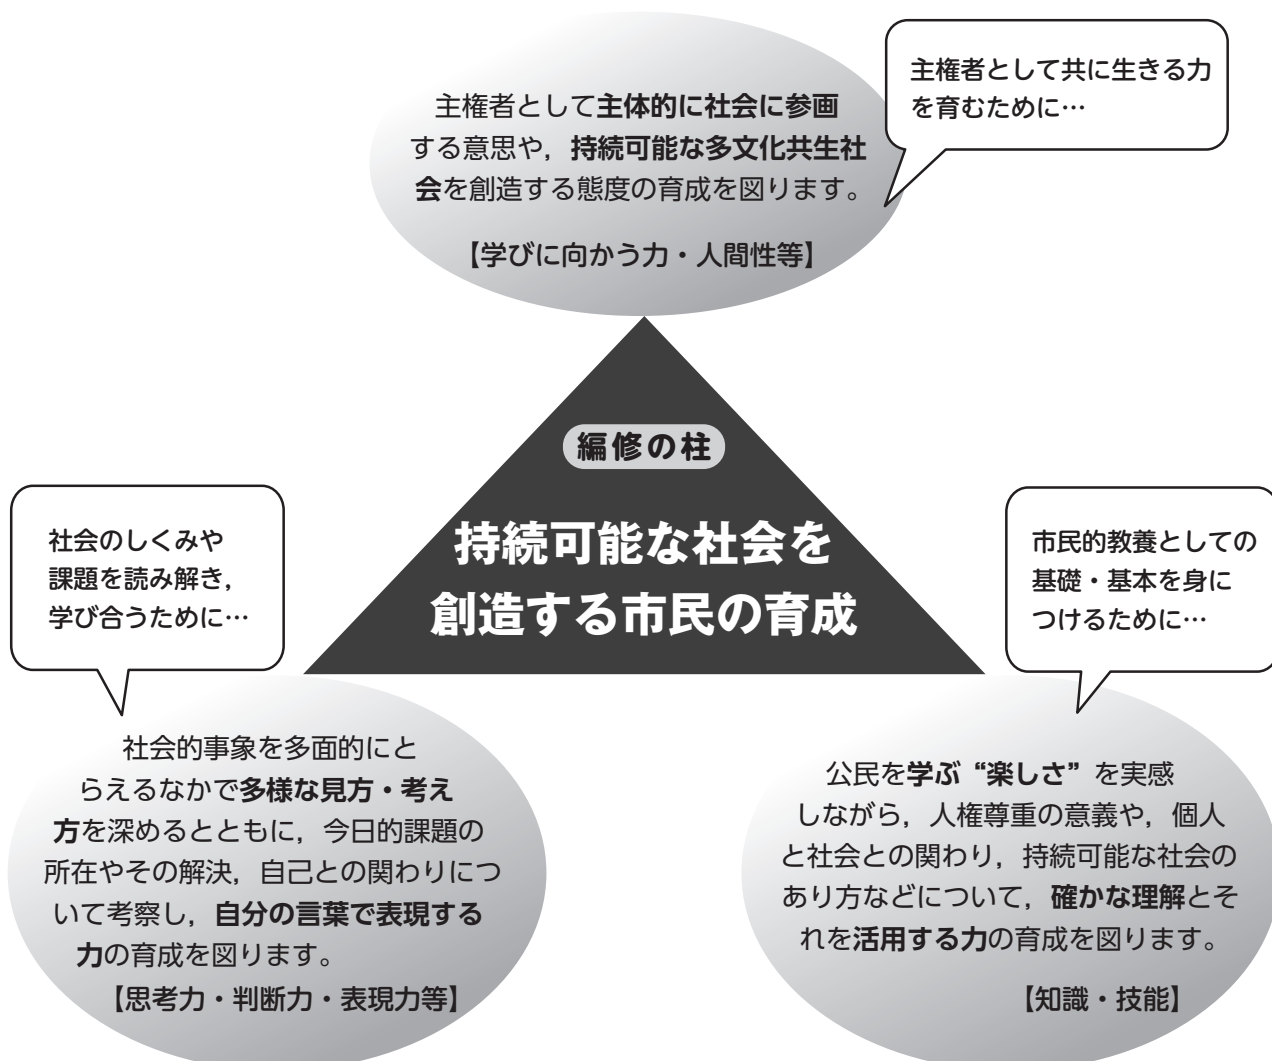 主権者として共に生きる力
を育むために…
主権者として主体的に社会に参画
する意思や，持続可能な多文化共生社
会を創造する態度の育成を図ります。
【学びに向かう力・人間性等】
編修の柱
持続可能な社会を
創造する市民の育成
社会のしくみや
課題を読み解き，
学び合うために…
社会的事象を多面的にと
らえるなかで多様な見方・考え
方を深めるとともに，今日的課題の
所在やその解決，自己との関わりにつ
いて考察し，自分の言葉で表現する
力の育成を図ります。
【思考力・判断力・表現力等】
市民的教養としての
基礎・基本を身に
つけるために…
公民を学ぶ“楽しさ”を実感
しながら，人権尊重の意義や，個人
と社会との関わり，持続可能な社会の
あり方などについて，確かな理解とそ
れを活用する力の育成を図ります。
【知識・技能】